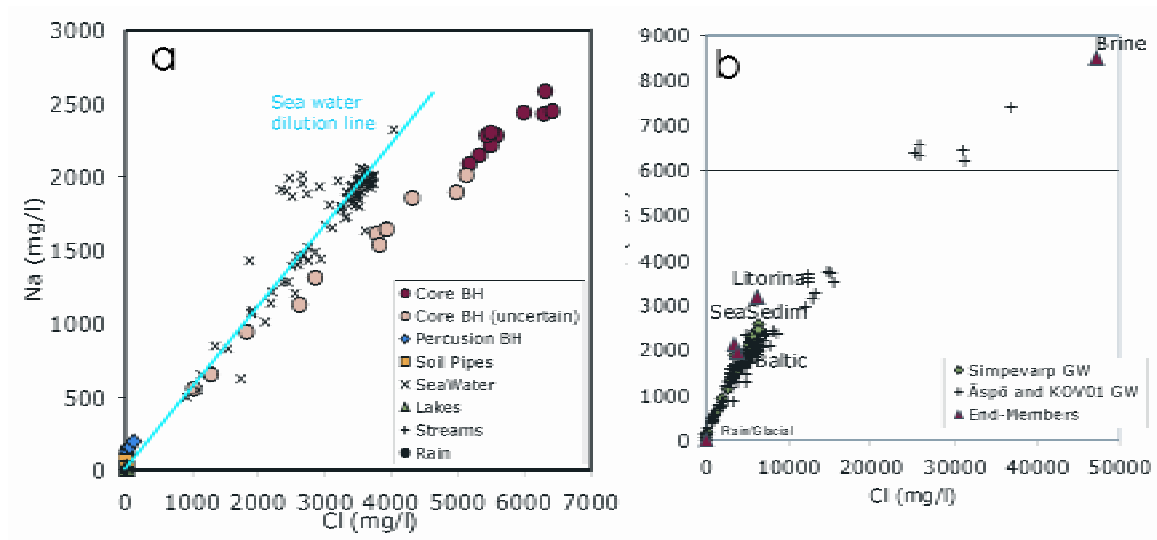 a
3000
2500
2000
1500
1000
500
0
Na (mg/l)
Sea water
dilution line
Core BH
Core BH (uncertain)
Percusion BH
Soil Pipes
SeaWater
Lakes
Streams
Rain
0 1000 2000 3000 4000 5000 6000 7000
Cl (mg/l)
b
9000
8000
7000
6000
5000
4000
3000
2000
1000
0
Brine
Litorina
SeaSedim
Baltic
Rain/Glacial
Simpevarp GW
Äspö and KOV01 GW
End-Members
0 10000 20000 30000 40000 50000
Cl (mg/l)